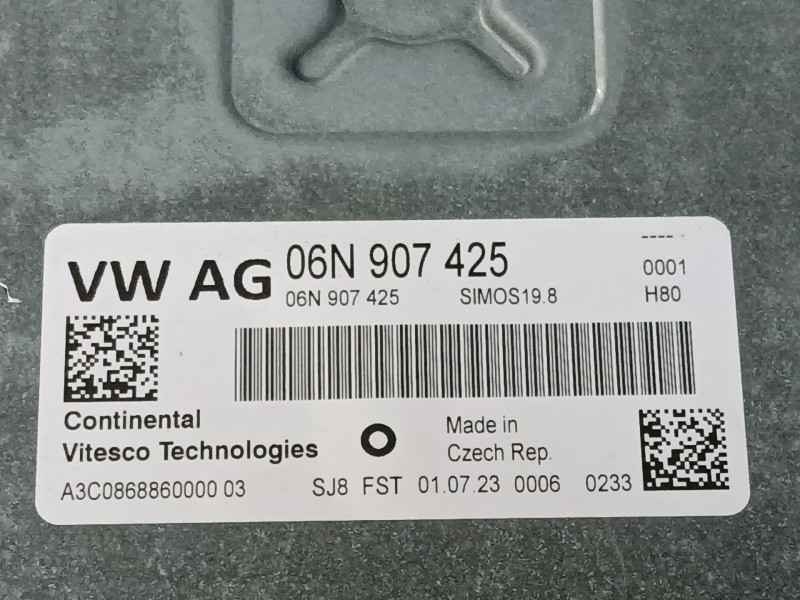 VW AG 06N 907 425 ----
06N 907 425 SIMOS19.8 0001
H80
Continental
Vitesco Technologies
Made in
Czech Rep.
A3C0868860000 03 SJ8 FST 01.07.23 0006 0233